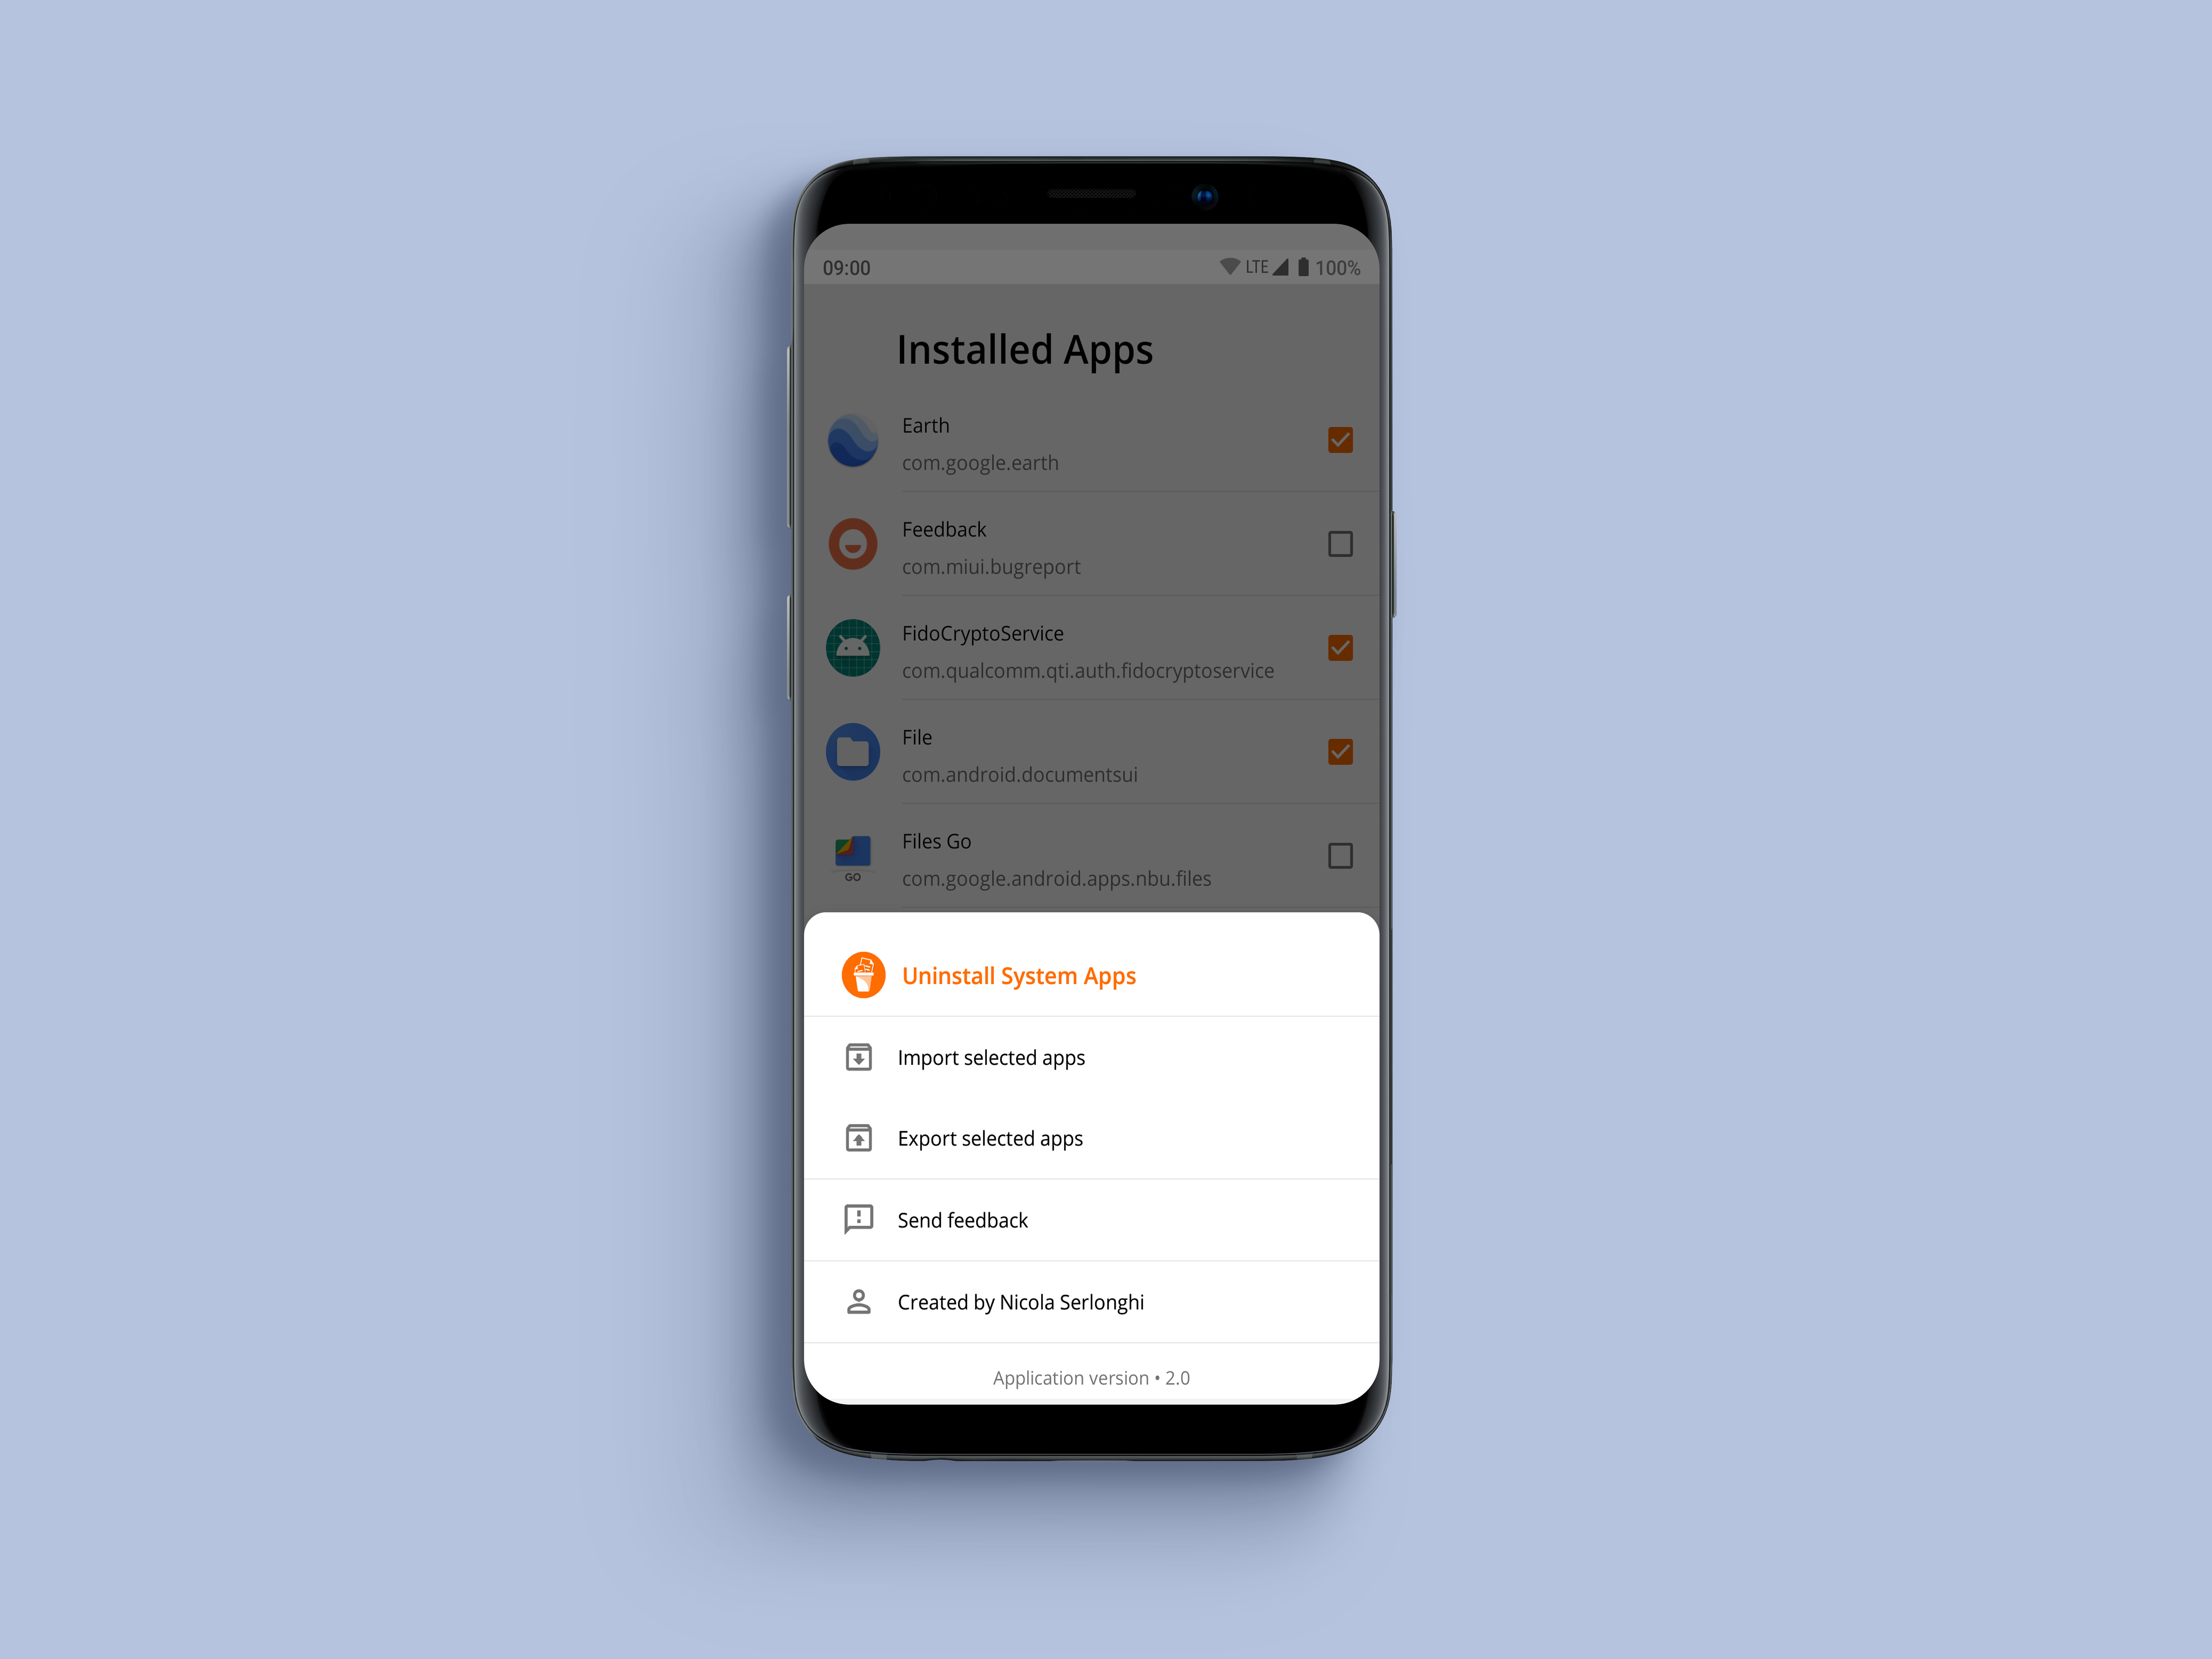 09:00 LTE 100%
Installed Apps
Earth
com.google.earth
Feedback
com.miui.bugreport
FidoCryptoService
com.qualcomm.qti.auth.fidocryptoservice
File
com.android.documentsui
Files Go
GO
com.google.android.apps.nbu.files
Uninstall System Apps
Import selected apps
Export selected apps
Send feedback
Created by Nicola Serlonghi
Application version • 2.0